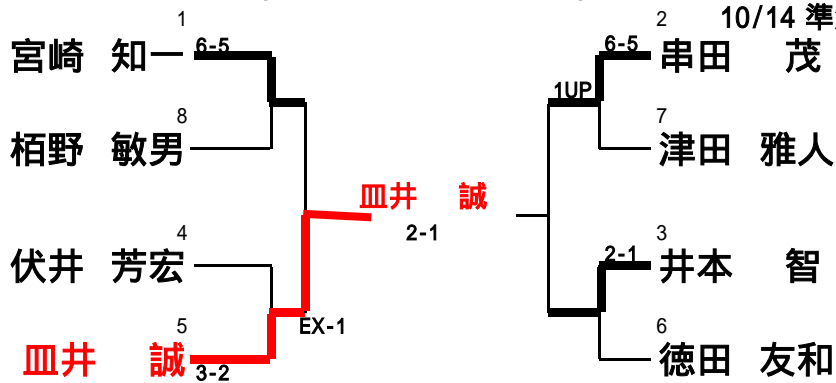 10/14 準
1
宮崎 知一
6-5
8
栢野 敏男
4
伏井 芳宏
5
皿井 誠
3-2
EX-1
皿井 誠
2-1
2
串田 茂
6-5
1UP
7
津田 雅人
3
井本 智
2-1
6
徳田 友和